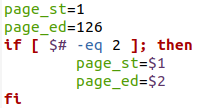 page_st=1
page_ed=126
if [ $# -eq 2 ]; then
        page_st=$1
        page_ed=$2
fi